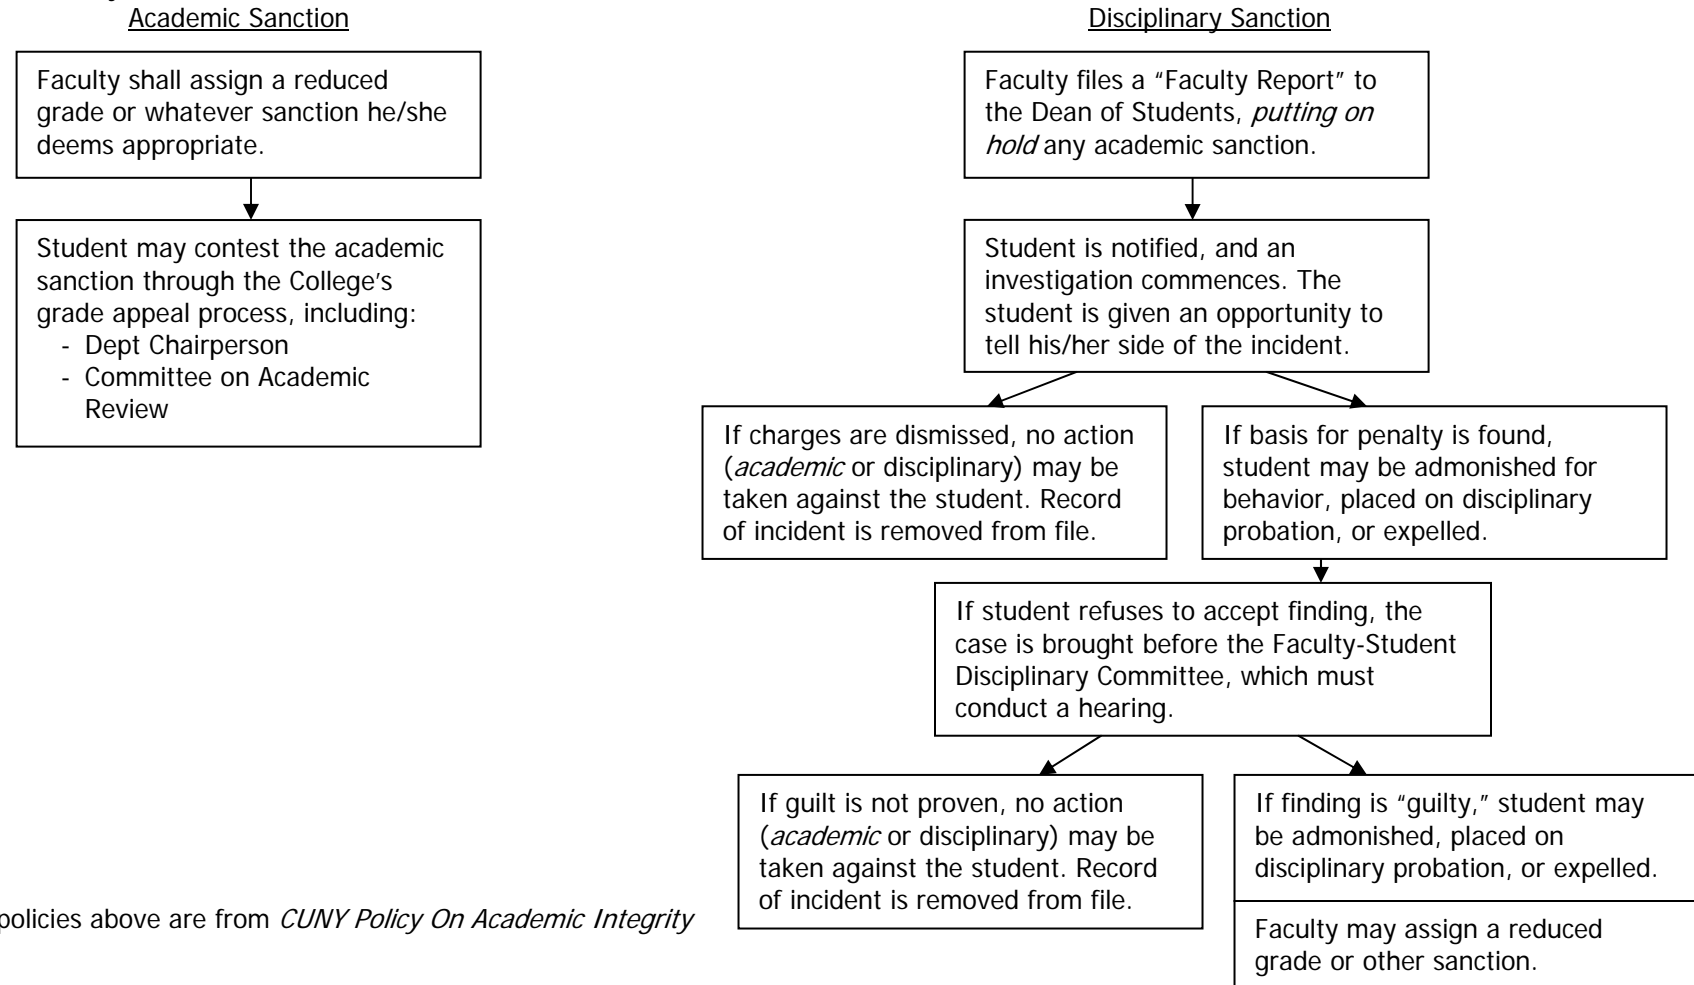 Academic Sanction
Faculty shall assign a reduced
grade or whatever sanction he/she
deems appropriate.
Student may contest the academic
sanction through the College's
grade appeal process, including:
- Dept Chairperson
- Committee on Academic
Review
Disciplinary Sanction
Faculty files a “Faculty Report” to
the Dean of Students, putting on
hold any academic sanction.
Student is notified, and an
investigation commences. The
student is given an opportunity to
tell his/her side of the incident.
If charges are dismissed, no action
(academic or disciplinary) may be
taken against the student. Record
of incident is removed from file.
If basis for penalty is found,
student may be admonished for
behavior, placed on disciplinary
probation, or expelled.
If student refuses to accept finding, the
case is brought before the Faculty-Student
Disciplinary Committee, which must
conduct a hearing.
If guilt is not proven, no action
(academic or disciplinary) may be
taken against the student. Record
of incident is removed from file.
If finding is “guilty,” student may
be admonished, placed on
disciplinary probation, or expelled.
Faculty may assign a reduced
grade or other sanction.
policies above are from CUNY Policy On Academic Integrity